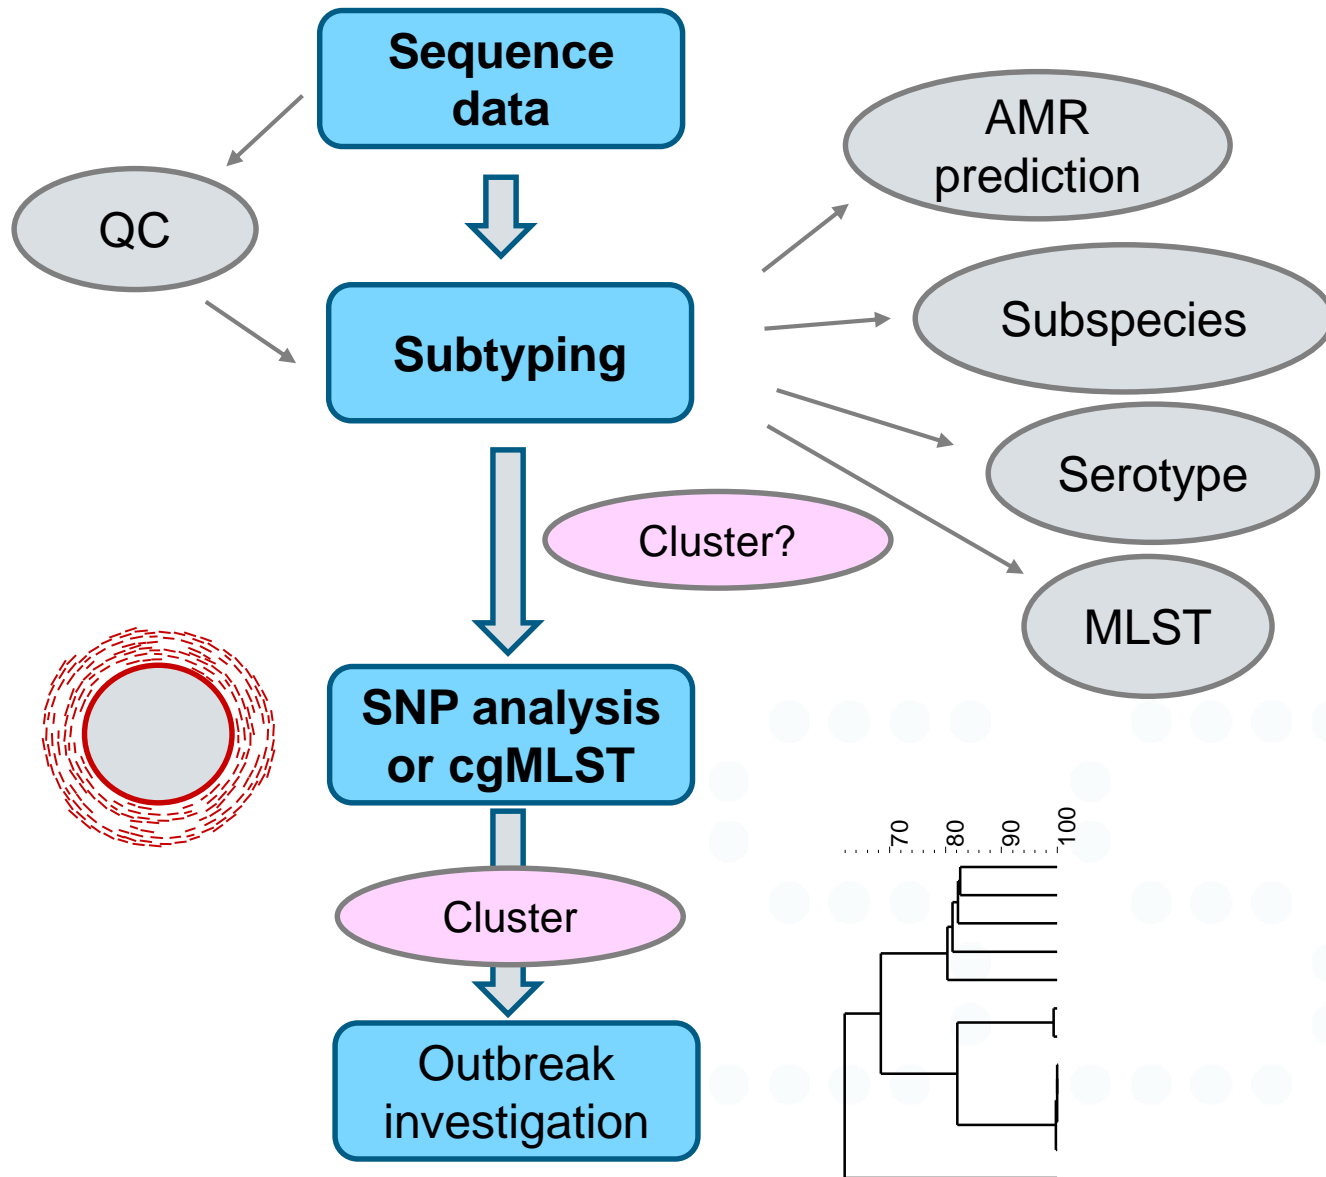 Sequence
data
AMR
prediction
QC
Subspecies
Subtyping
Serotype
Cluster?
MLST
SNP analysis
or cgMLST
70
80
90
100
Cluster
Outbreak
investigation